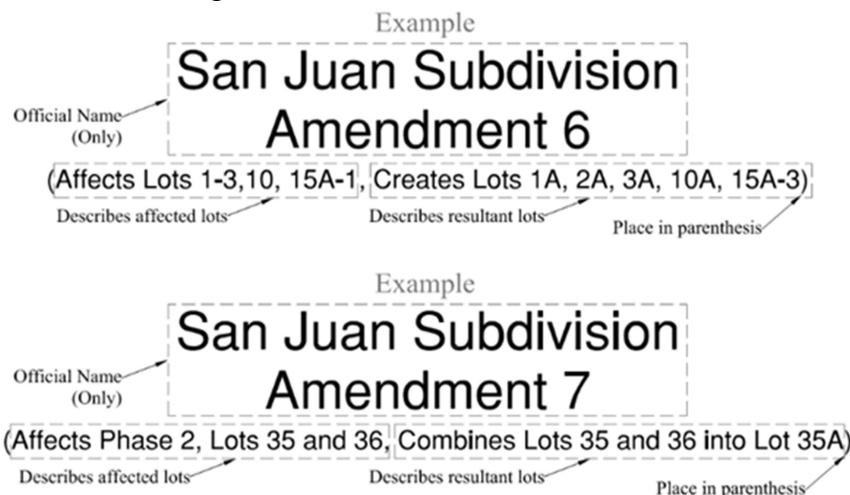 Example
San Juan Subdivision
Official Name
(Only)
Amendment 6
(Affects Lots 1-3,10, 15A-1, Creates Lots 1A, 2A, 3A, 10A, 15A-3)
Describes affected lots
Describes resultant lots
Place in parenthesis
Example
San Juan Subdivision
Official Name
(Only)
Amendment 7
(Affects Phase 2, Lots 35 and 36, Combines Lots 35 and 36 into Lot 35A)
Describes affected lots
Describes resultant lots
Place in parenthesis